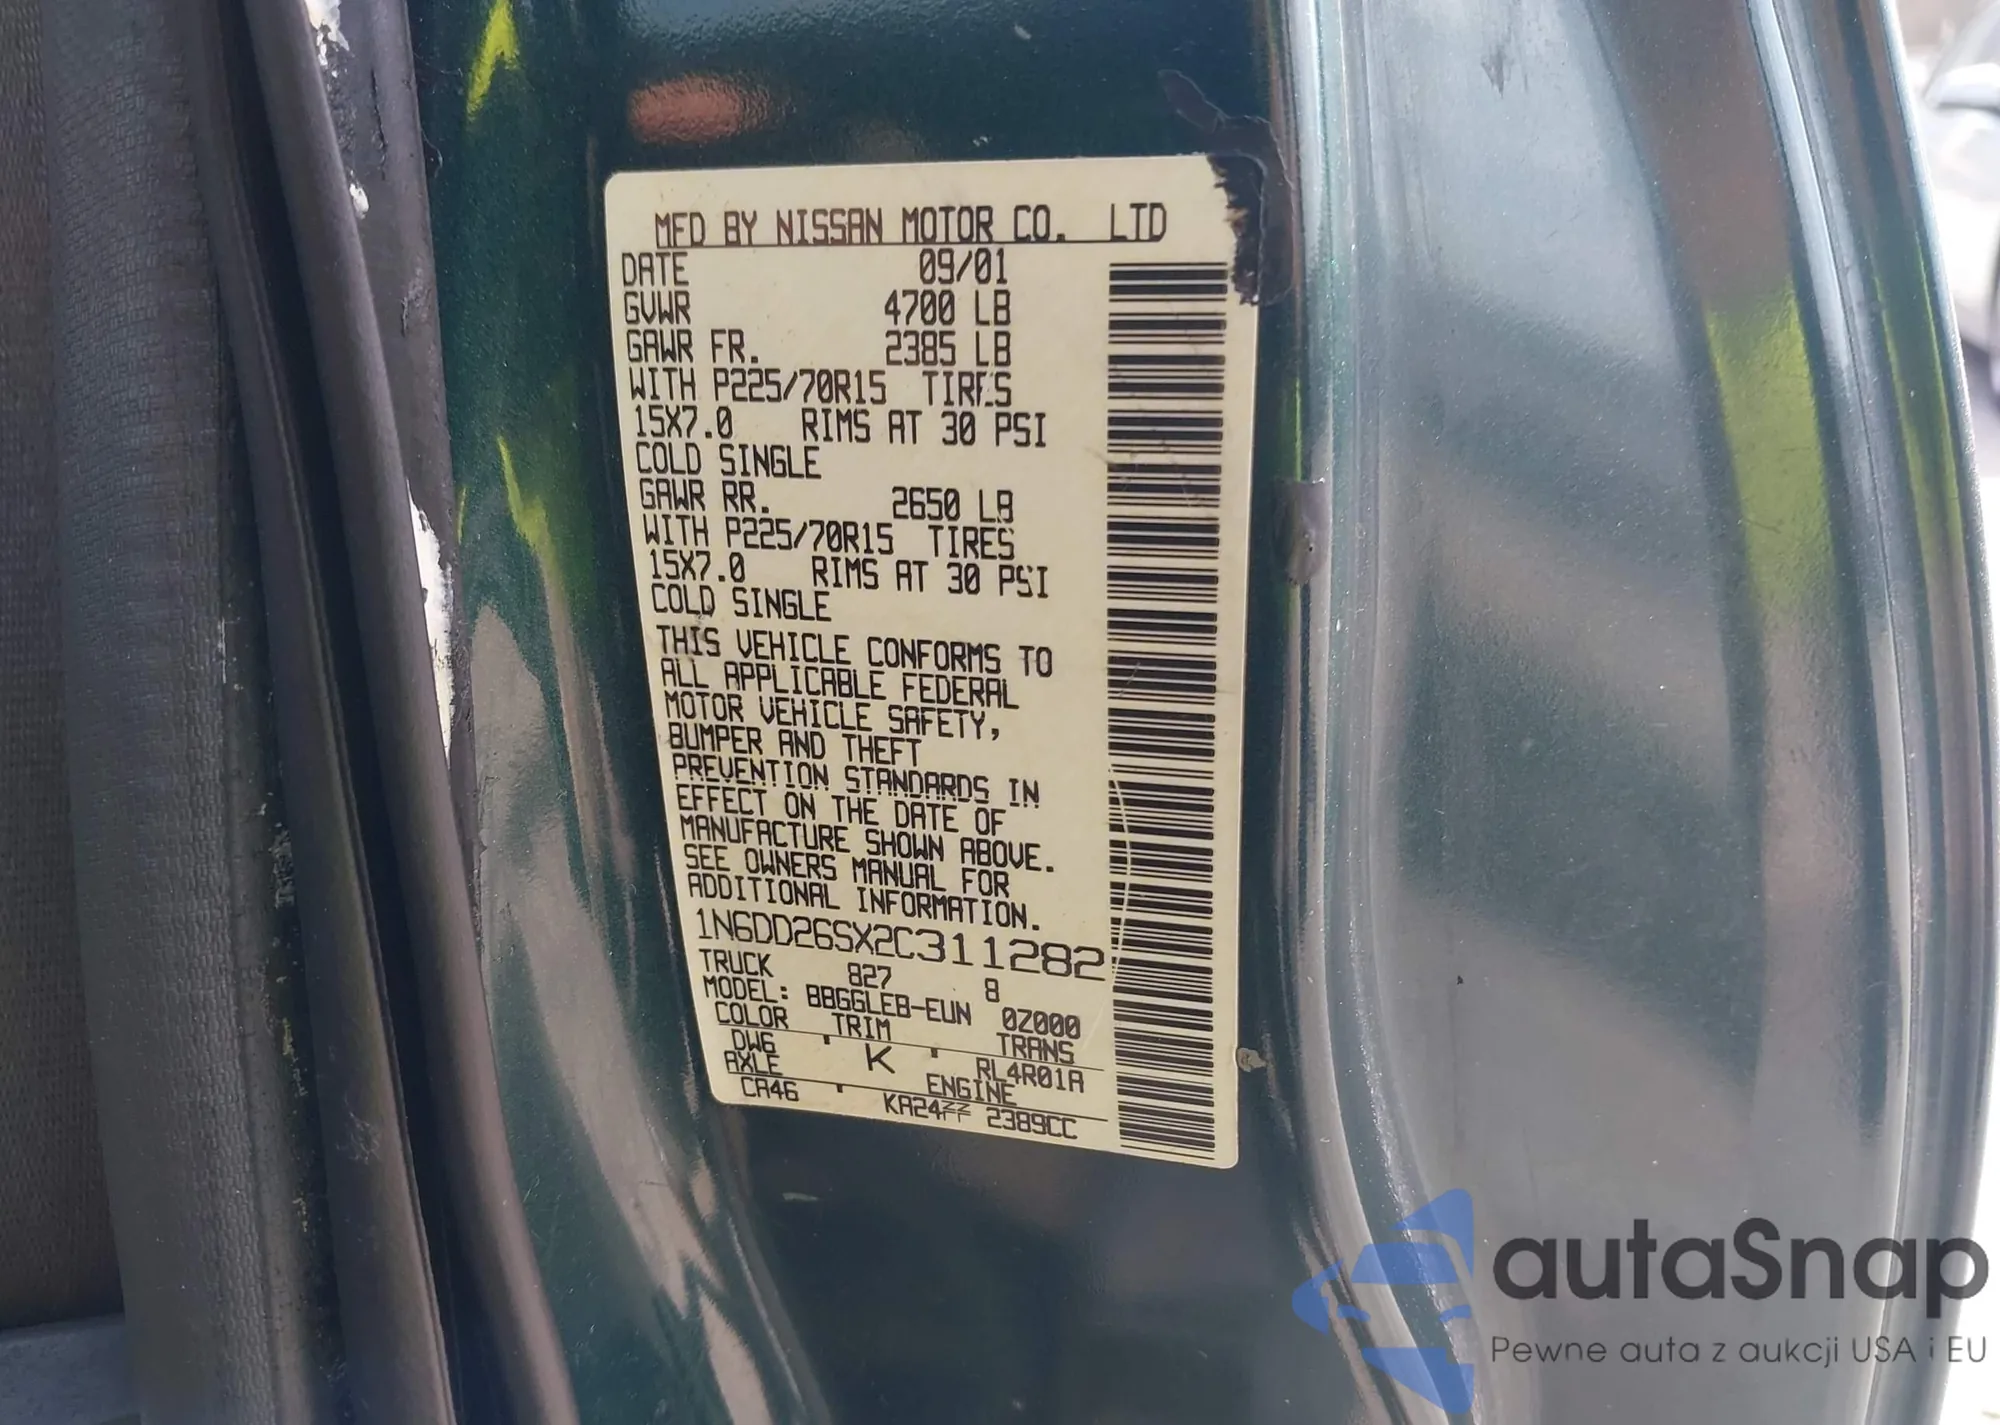 MFD BY NISSAN MOTOR CO. LTD
DATE 09/01
GVWR 4700 LB
GAWR FR. 2385 LB
WITH P225/70R15 TIRES
15X7.0 RIMS AT 30 PSI
COLD SINGLE
GAWR RR. 2650 LB
WITH P225/70R15 TIRES
15X7.0 RIMS AT 30 PSI
COLD SINGLE
THIS VEHICLE CONFORMS TO
ALL APPLICABLE FEDERAL
MOTOR VEHICLE SAFETY,
BUMPER AND THEFT
PREVENTION STANDARDS IN
EFFECT ON THE DATE OF
MANUFACTURE SHOWN ABOVE.
SEE OWNERS MANUAL FOR
ADDITIONAL INFORMATION.
1N6DD26SX2C311282
TRUCK 827 8
MODEL: BBGGLEB-EUN 0Z000
COLOR TRIM TRANS
DW6 K RL4R01A
AXLE ENGINE
CA46 2389CC
autaSnap
Pewne auta z aukcji USA i EU